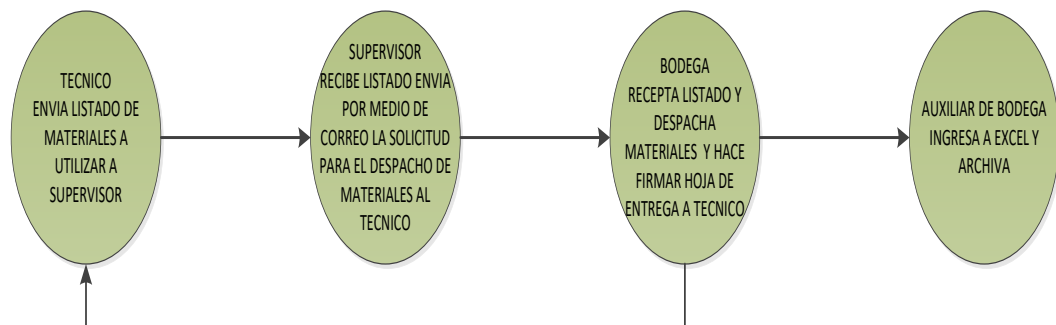 TECNICO
ENVIA LISTADO DE
MATERIALES A
UTILIZAR A
SUPERVISOR
SUPERVISOR
RECIBE LISTADO ENVIA
POR MEDIO DE
CORREO LA SOLICITUD
PARA EL DESPACHO DE
MATERIALES AL
TECNICO
BODEGA
RECEPTA LISTADO Y
DESPACHA
MATERIALES Y HACE
FIRMAR HOJA DE
ENTREGA A TECNICO
AUXILIAR DE BODEGA
INGRESA A EXCEL Y
ARCHIVA